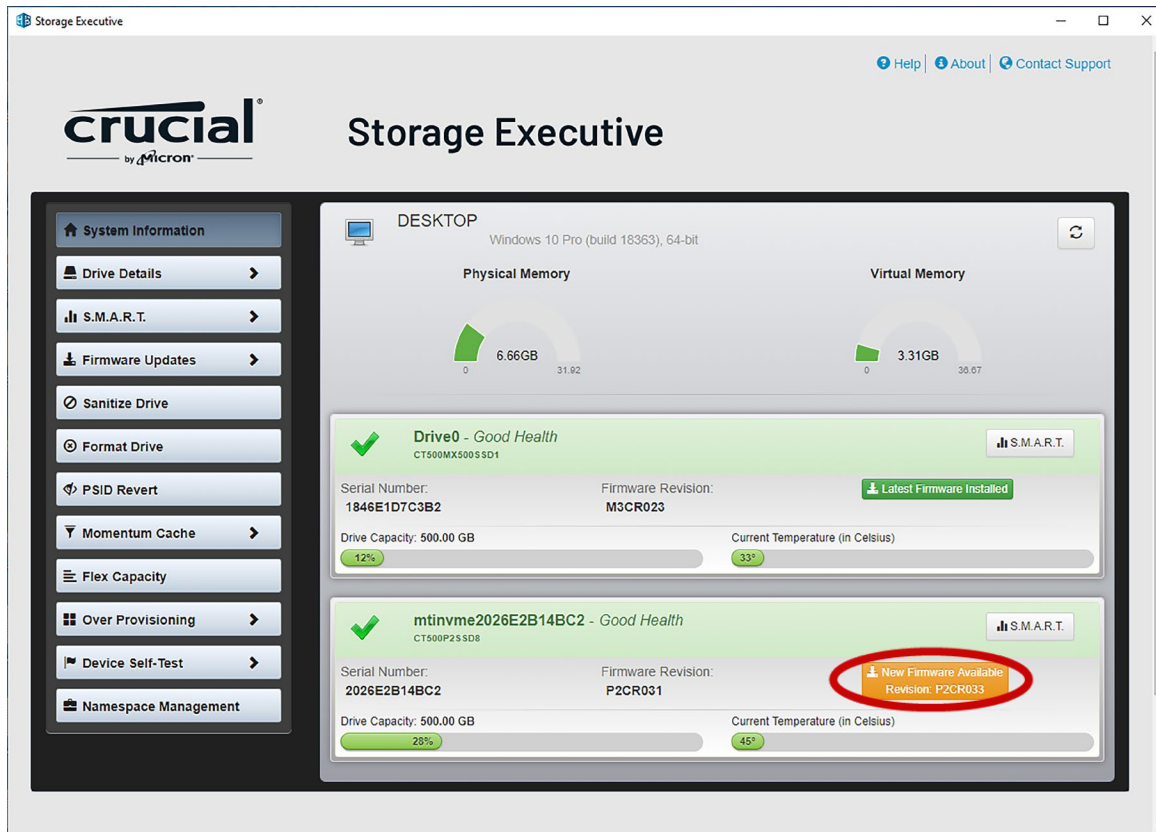 Storage Executive
Help About Contact Support
crucial®
by Micron®
Storage Executive
System Information
Drive Details
S.M.A.R.T.
Firmware Updates
Sanitize Drive
Format Drive
PSID Revert
Momentum Cache
Flex Capacity
Over Provisioning
Device Self-Test
Namespace Management
DESKTOP
Windows 10 Pro (build 18363), 64-bit
Physical Memory
6.66GB
0 31.92
Virtual Memory
3.31GB
0 36.67
Drive0 - Good Health
CT500MX500SSD1
S.M.A.R.T.
Serial Number: Firmware Revision:
1846E1D7C3B2 M3CR023
Latest Firmware Installed
Drive Capacity: 500.00 GB Current Temperature (in Celsius)
12% 33°
mtinvme2026E2B14BC2 - Good Health
CT500P2SSD8
S.M.A.R.T.
Serial Number: Firmware Revision:
2026E2B14BC2 P2CR031
New Firmware Available
Revision: P2CR033
Drive Capacity: 500.00 GB Current Temperature (in Celsius)
28% 45°